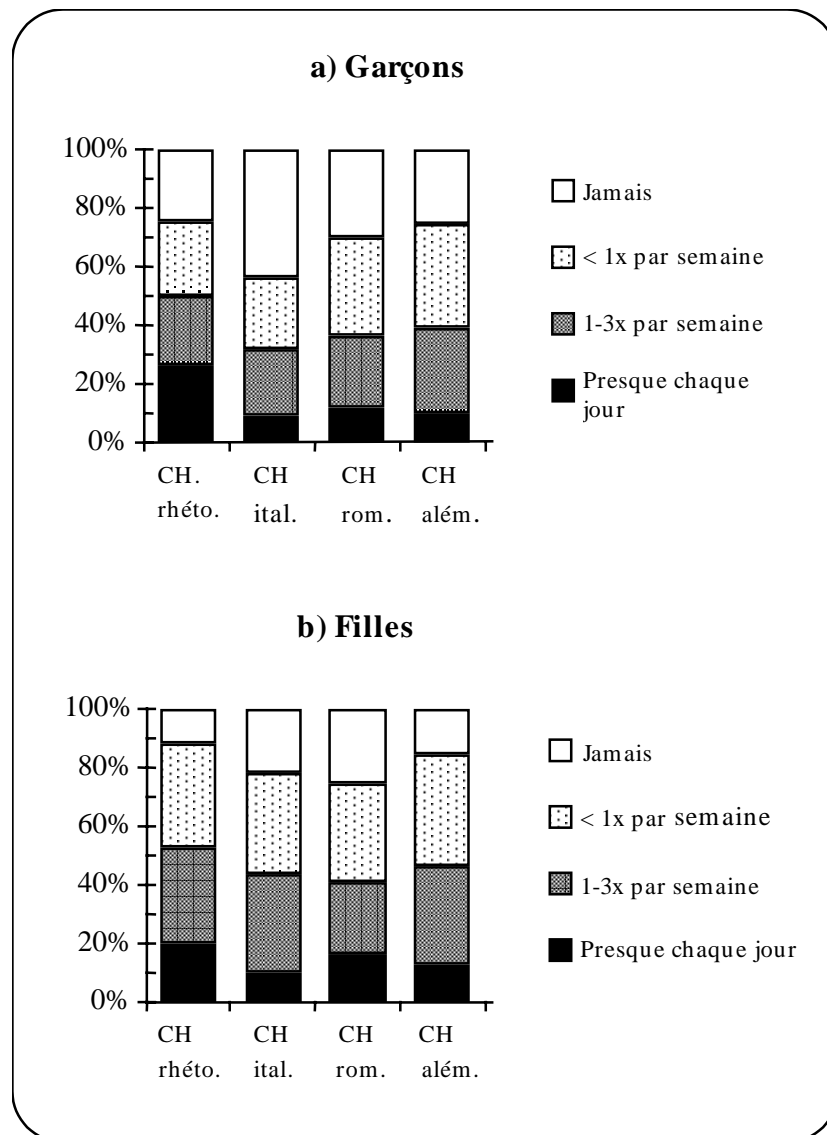 a) Garçons
100%
80%
60%
40%
20%
0%
CH. CH CH CH
rhéto. ital. rom. além.
Jamais
< 1x par semaine
1-3x par semaine
Presque chaque
jour
b) Filles
100%
80%
60%
40%
20%
0%
CH CH CH CH
rhéto. ital. rom. além.
Jamais
< 1x par semaine
1-3x par semaine
Presque chaque jour